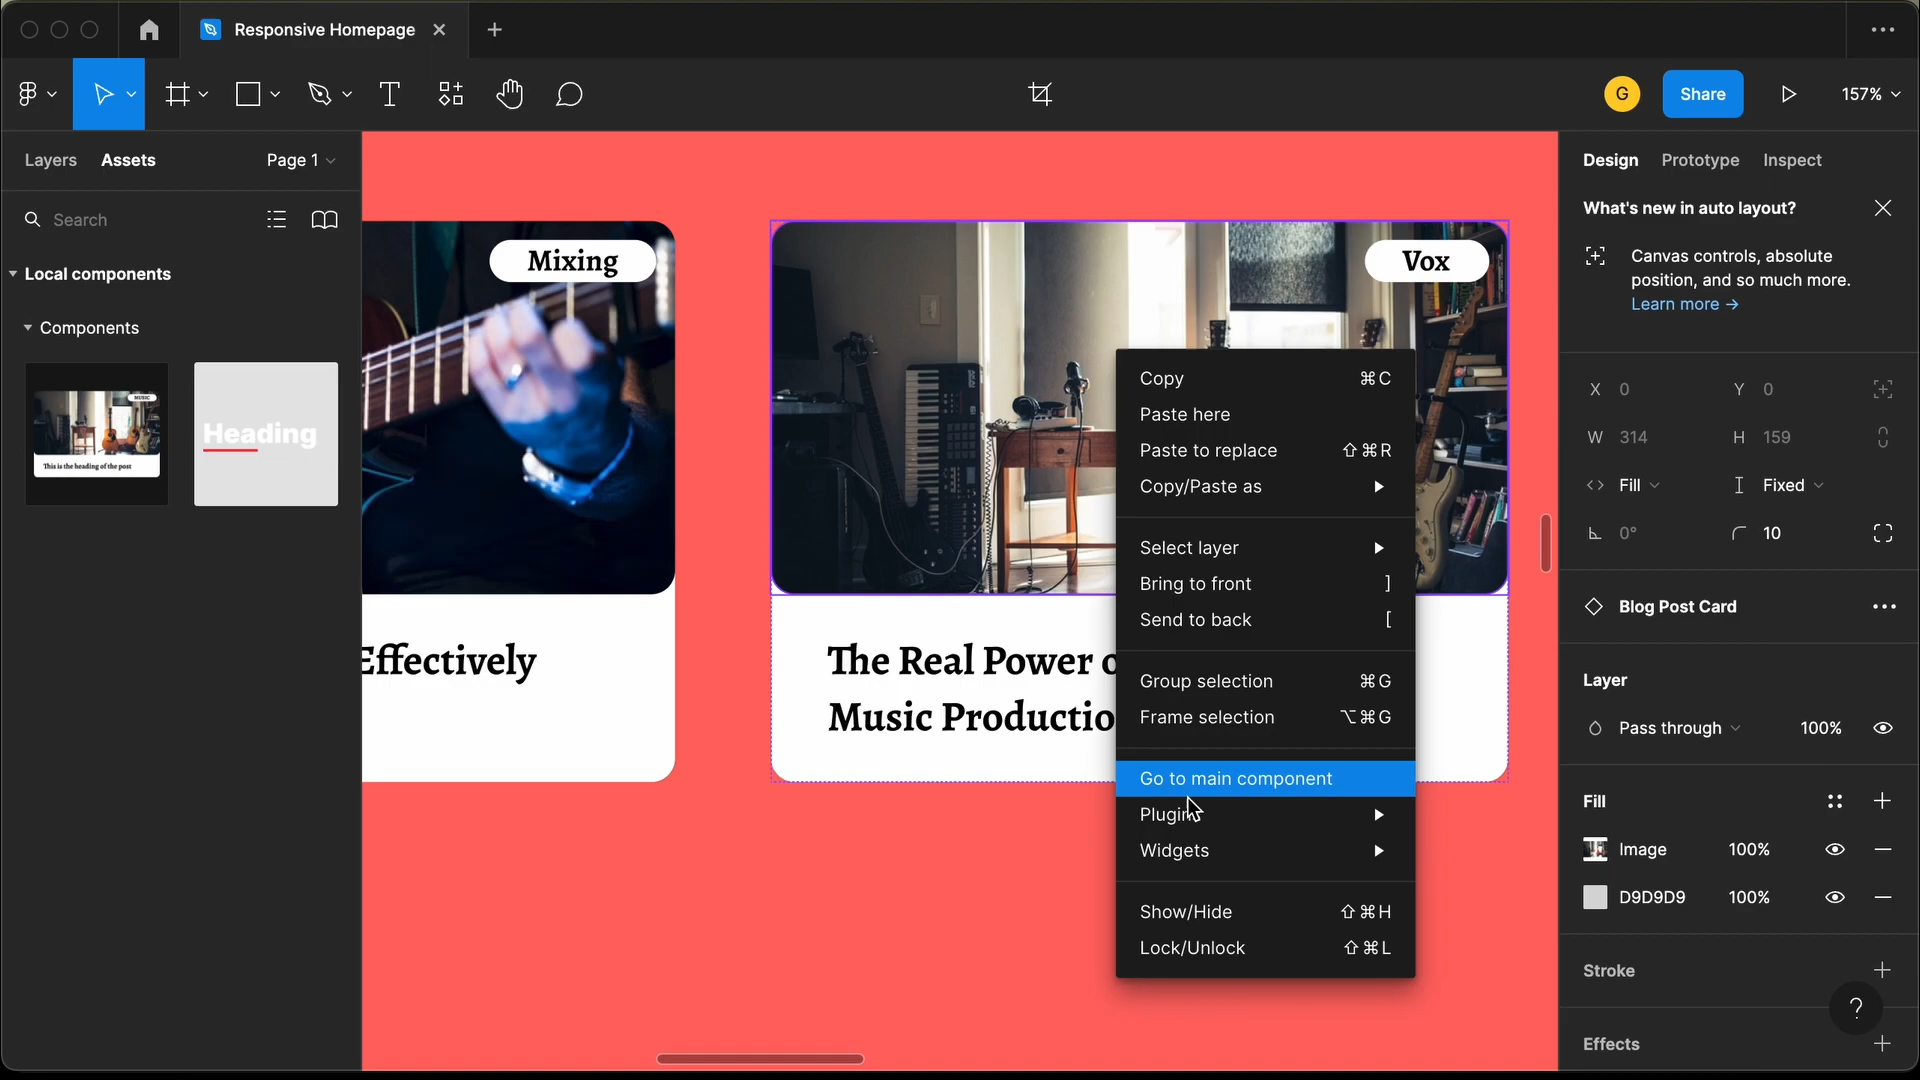 Responsive Homepage
G
Share
157%
Layers
Assets
Page 1
Search
Local components
Components
MUSIC
This is the heading of the post
Heading
Mixing
Effectively
Vox
The Real Power o
Music Productio
Copy ⌘C
Paste here
Paste to replace ⇧⌘R
Copy/Paste as
Select layer
Bring to front ]
Send to back [
Group selection ⌘G
Frame selection ⌥⌘G
Go to main component
Plugin
Widgets
Show/Hide ⇧⌘H
Lock/Unlock ⇧⌘L
Design
Prototype
Inspect
What's new in auto layout?
Canvas controls, absolute
position, and so much more.
Learn more →
X 0 Y 0
W 314 H 159
Fill Fixed
0° 10
Blog Post Card
Layer
Pass through 100%
Fill
Image 100%
D9D9D9 100%
Stroke
Effects
?